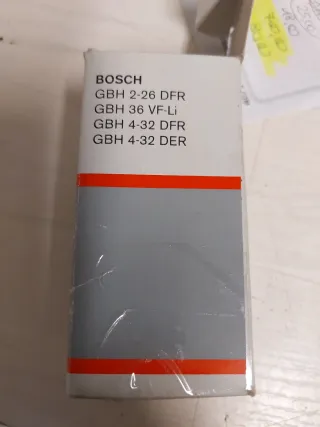 BOSCH
GBH 2-26 DFR
GBH 36 VF-Li
GBH 4-32 DFR
GBH 4-32 DER